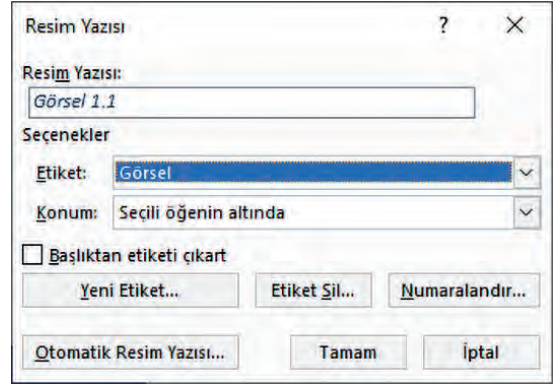 Resim Yazısı ? ✕
Resim Yazısı:
Görsel 1.1
Seçenekler
Etiket: Görsel
Konum: Seçili öğenin altında
Başlıktan etiketi çıkart
Yeni Etiket... Etiket Sil... Numaralandır...
Otomatik Resim Yazısı... Tamam İptal